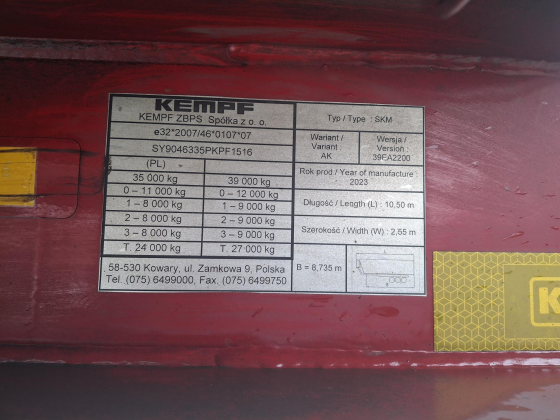 KEMPF
KEMPF ZBPS Spółka z o. o.
e32*2007/46*0107*07
SY9046335PKPF1516
(PL)
35 000 kg 39 000 kg
0 – 11 000 kg 0 – 12 000 kg
1 – 8 000 kg 1 – 9 000 kg
2 – 8 000 kg 2 – 9 000 kg
3 – 8 000 kg 3 – 9 000 kg
T. 24 000 kg T. 27 000 kg
58-530 Kowary, ul. Zamkowa 9, Polska
Tel. (075) 6499000, Fax. (075) 6499750
Typ / Type : SKM
Wariant / Wersja /
Variant Version :
AK 39EA2200
Rok prod / Year of manufacture
2023
Długość / Length (L) : 10,50 m
Szerokość / Width (W) : 2,55 m
B = 8,735 m
K